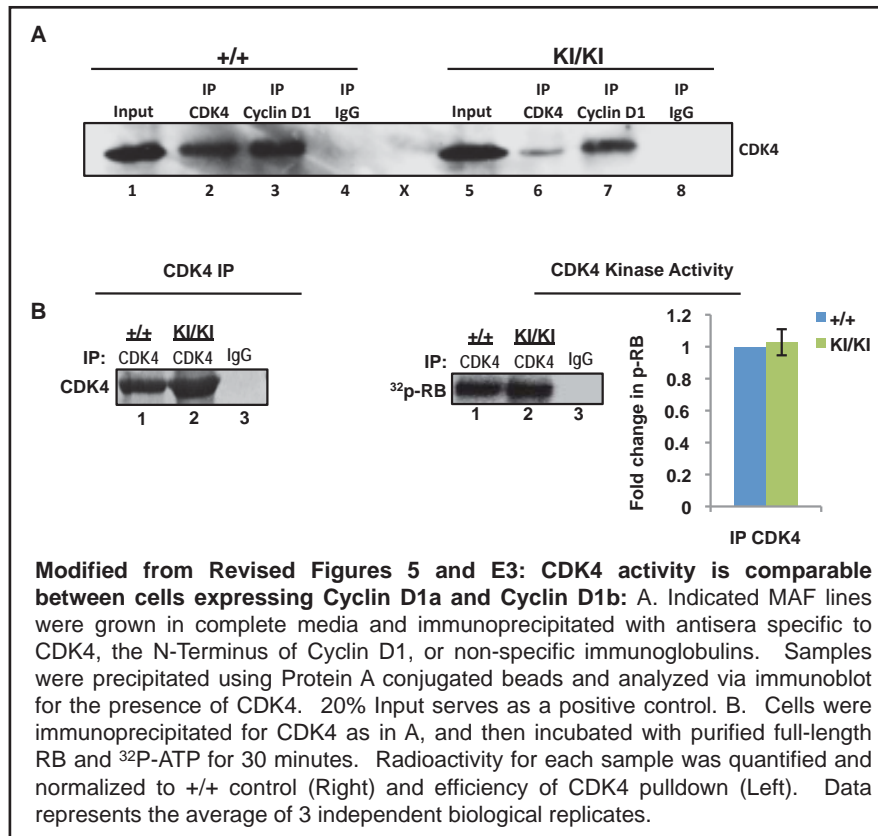 A
+/+ KI/KI
Input IP CDK4 IP Cyclin D1 IP IgG Input IP CDK4 IP Cyclin D1 IP IgG
CDK4
1 2 3 4 X 5 6 7 8
CDK4 IP CDK4 Kinase Activity
B
+/+ KI/KI
IP: CDK4 CDK4 IgG
CDK4
1 2 3
+/+ KI/KI
IP: CDK4 CDK4 IgG
³²p-RB
1 2 3
Fold change in p-RB
1.2
1
0.8
0.6
0.4
0.2
0
IP CDK4
+/+
KI/KI
Modified from Revised Figures 5 and E3: CDK4 activity is comparable
between cells expressing Cyclin D1a and Cyclin D1b: A. Indicated MAF lines
were grown in complete media and immunoprecipitated with antisera specific to
CDK4, the N-Terminus of Cyclin D1, or non-specific immunoglobulins. Samples
were precipitated using Protein A conjugated beads and analyzed via immunoblot
for the presence of CDK4. 20% Input serves as a positive control. B. Cells were
immunoprecipitated for CDK4 as in A, and then incubated with purified full-length
RB and ³²P-ATP for 30 minutes. Radioactivity for each sample was quantified and
normalized to +/+ control (Right) and efficiency of CDK4 pulldown (Left). Data
represents the average of 3 independent biological replicates.